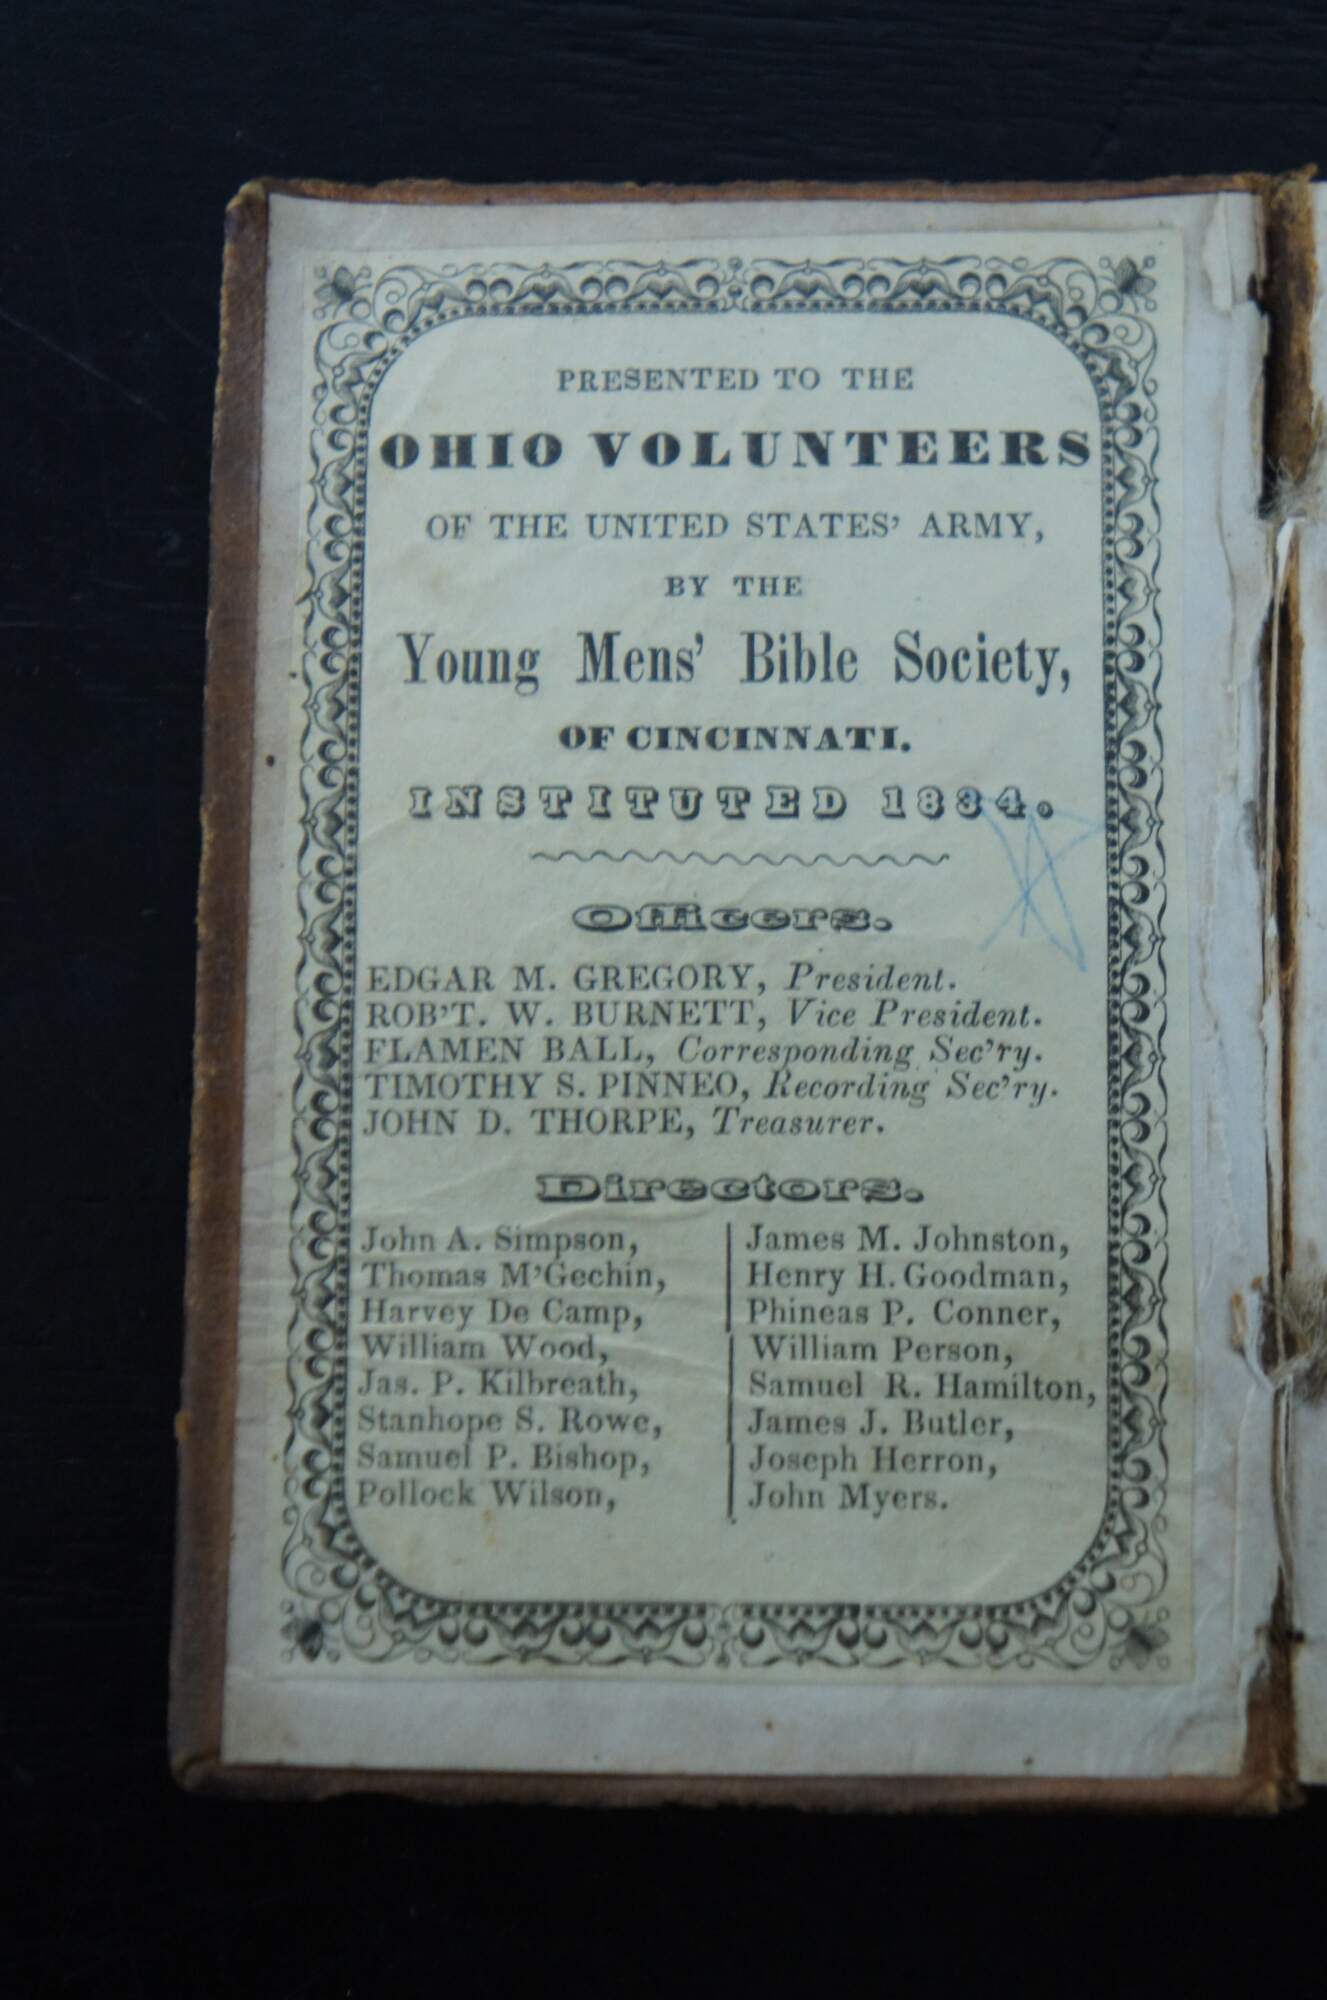 PRESENTED TO THE
OHIO VOLUNTEERS
OF THE UNITED STATES' ARMY,
BY THE
Young Mens' Bible Society,
OF CINCINNATI.
INSTITUTED 1834.
Officers.
EDGAR M. GREGORY, President.
ROB'T. W. BURNETT, Vice President.
FLAMEN BALL, Corresponding Sec'ry.
TIMOTHY S. PINNEO, Recording Sec'ry.
JOHN D. THORPE, Treasurer.
Directors.
John A. Simpson,
Thomas M'Gechin,
Harvey De Camp,
William Wood,
Jas. P. Kilbreath,
Stanhope S. Rowe,
Samuel P. Bishop,
Pollock Wilson,
James M. Johnston,
Henry H. Goodman,
Phineas P. Conner,
William Person,
Samuel R. Hamilton,
James J. Butler,
Joseph Herron,
John Myers.